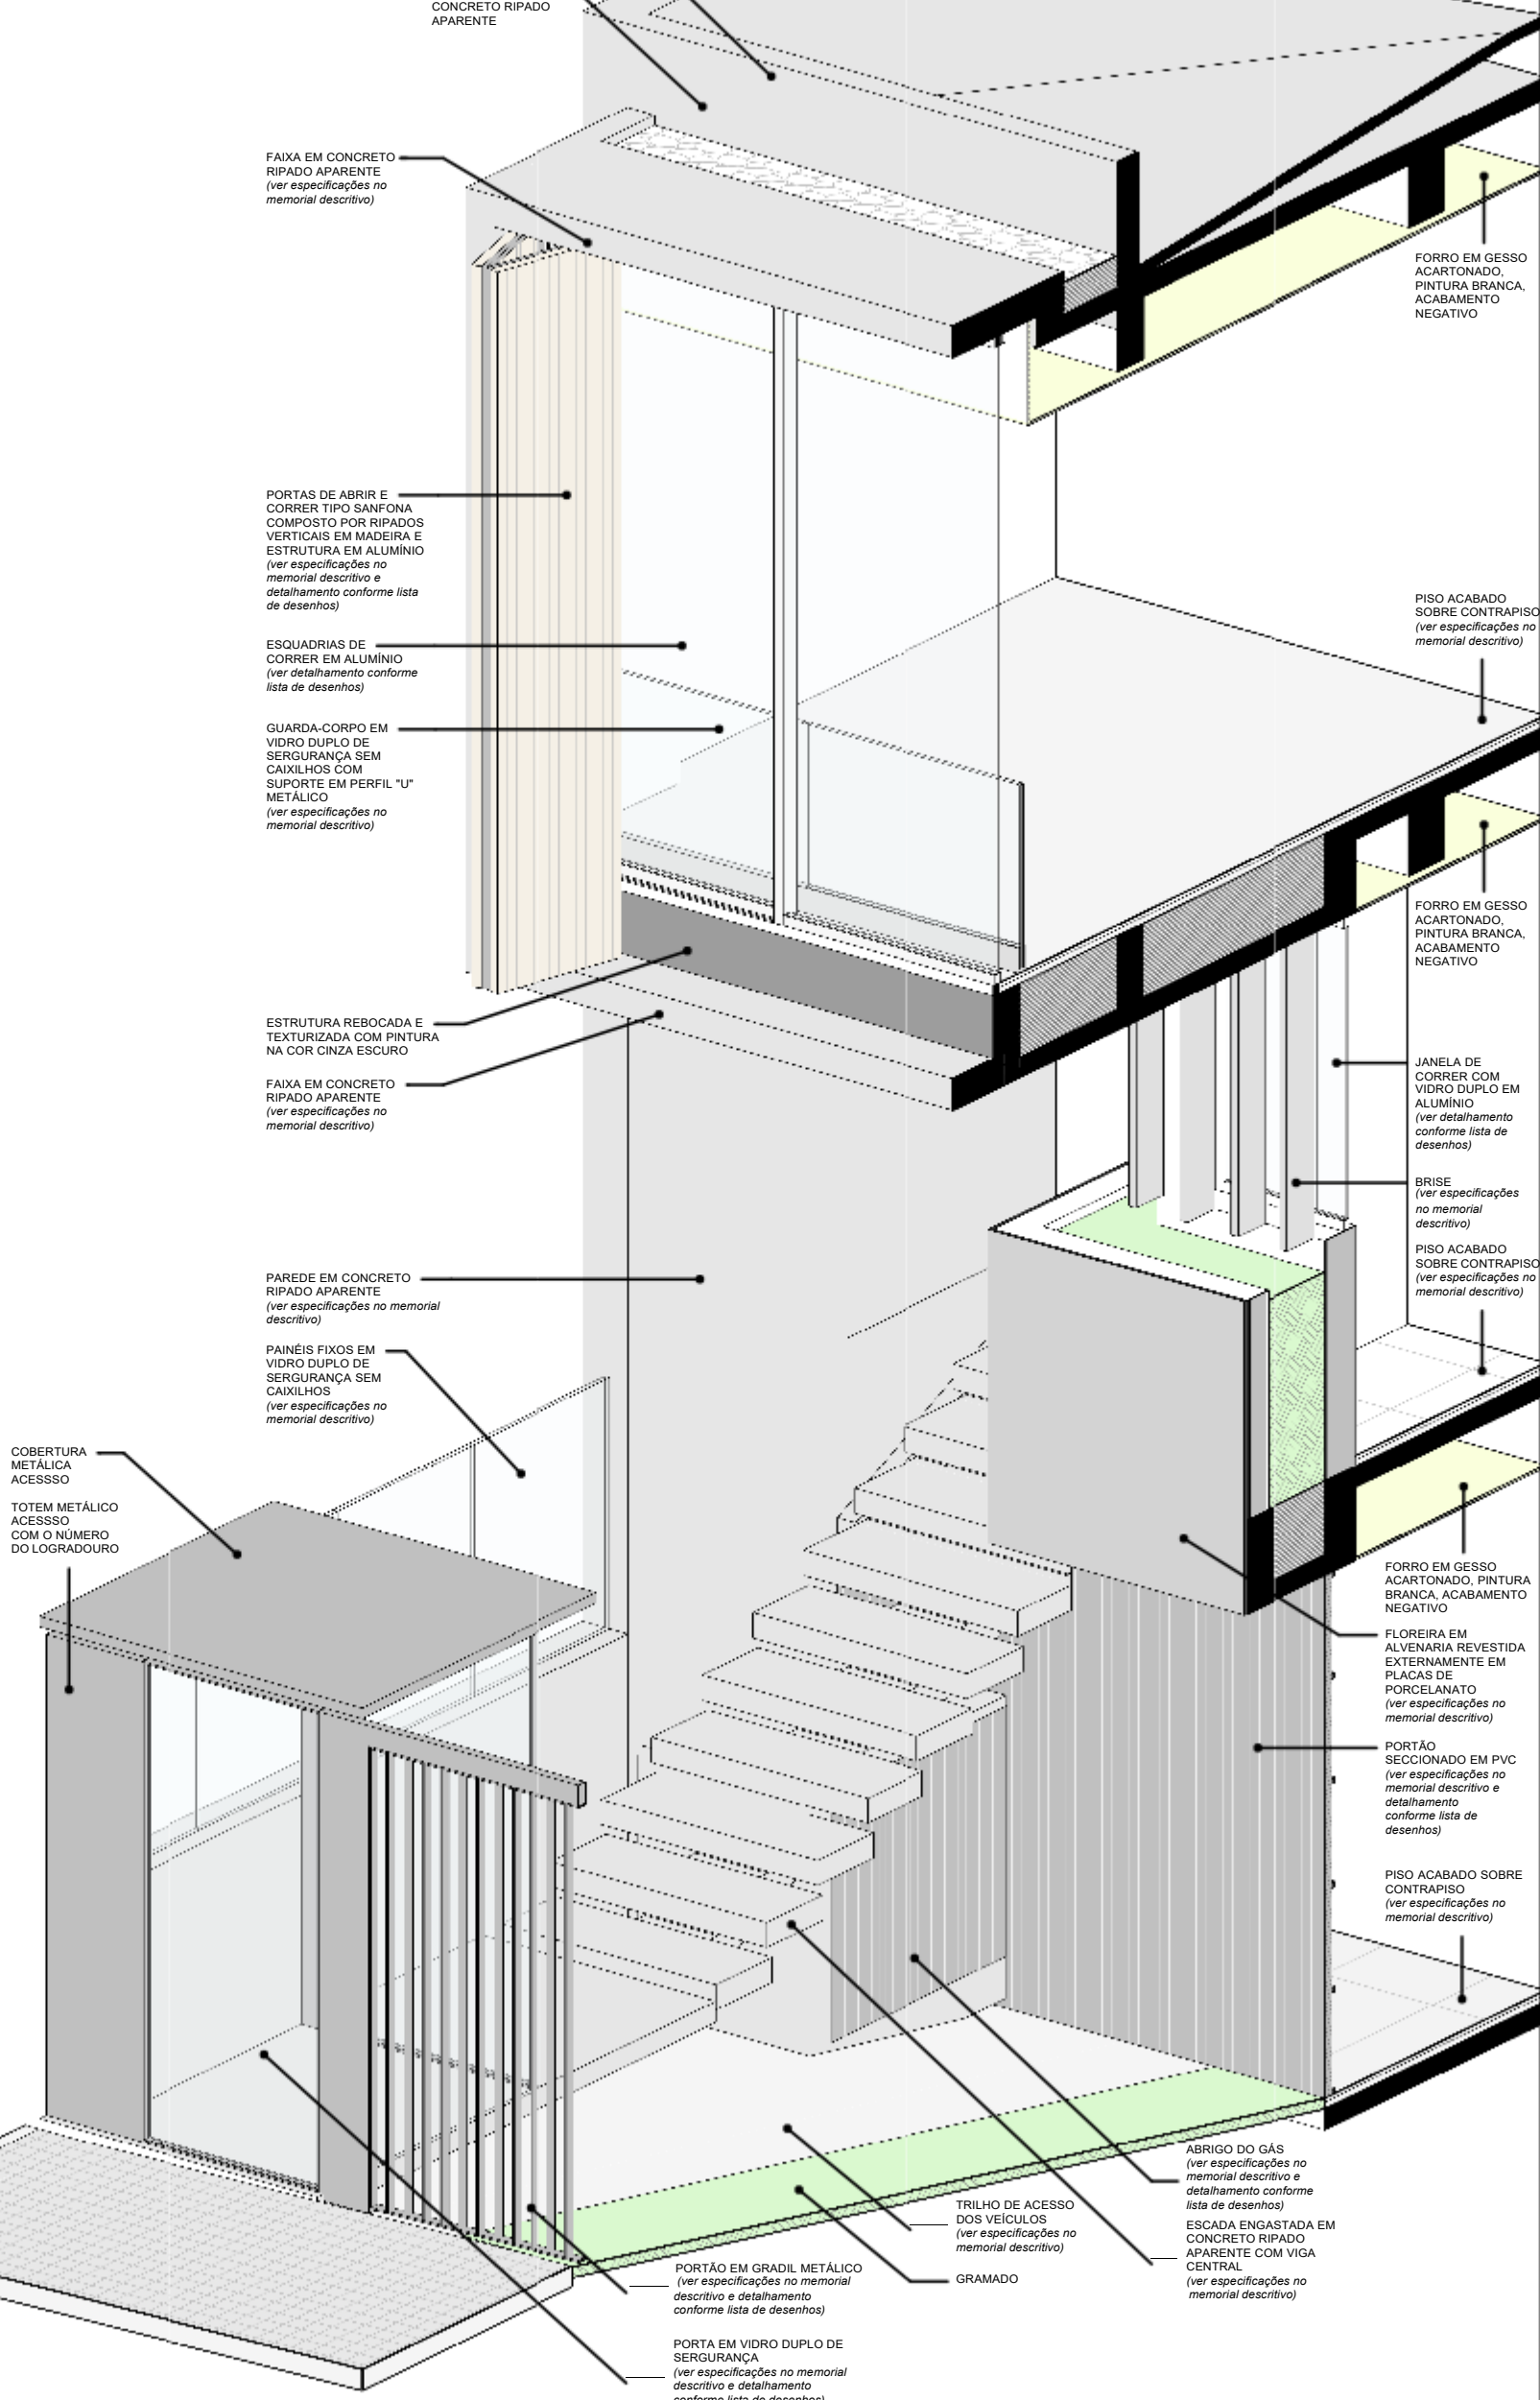 CONCRETO RIPADO
APARENTE
FAIXA EM CONCRETO
RIPADO APARENTE
(ver especificações no
memorial descritivo)
FORRO EM GESSO
ACARTONADO,
PINTURA BRANCA,
ACABAMENTO
NEGATIVO
PORTAS DE ABRIR E
CORRER TIPO SANFONA
COMPOSTO POR RIPADOS
VERTICAIS EM MADEIRA E
ESTRUTURA EM ALUMÍNIO
(ver especificações no
memorial descritivo e
detalhamento conforme lista
de desenhos)
PISO ACABADO
SOBRE CONTRAPISO
(ver especificações no
memorial descritivo)
ESQUADRIAS DE
CORRER EM ALUMÍNIO
(ver detalhamento conforme
lista de desenhos)
GUARDA-CORPO EM
VIDRO DUPLO DE
SERGURANÇA SEM
CAIXILHOS COM
SUPORTE EM PERFIL "U"
METÁLICO
(ver especificações no
memorial descritivo)
FORRO EM GESSO
ACARTONADO,
PINTURA BRANCA,
ACABAMENTO
NEGATIVO
ESTRUTURA REBOCADA E
TEXTURIZADA COM PINTURA
NA COR CINZA ESCURO
FAIXA EM CONCRETO
RIPADO APARENTE
(ver especificações no
memorial descritivo)
JANELA DE
CORRER COM
VIDRO DUPLO EM
ALUMÍNIO
(ver detalhamento
conforme lista de
desenhos)
BRISE
(ver especificações
no memorial
descritivo)
PISO ACABADO
SOBRE CONTRAPISO
(ver especificações no
memorial descritivo)
PAREDE EM CONCRETO
RIPADO APARENTE
(ver especificações no memorial
descritivo)
PAINÉIS FIXOS EM
VIDRO DUPLO DE
SERGURANÇA SEM
CAIXILHOS
(ver especificações no
memorial descritivo)
COBERTURA
METÁLICA
ACESSSO
TOTEM METÁLICO
ACESSSO
COM O NÚMERO
DO LOGRADOURO
FORRO EM GESSO
ACARTONADO, PINTURA
BRANCA, ACABAMENTO
NEGATIVO
FLOREIRA EM
ALVENARIA REVESTIDA
EXTERNAMENTE EM
PLACAS DE
PORCELANATO
(ver especificações no
memorial descritivo)
PORTÃO
SECCIONADO EM PVC
(ver especificações no
memorial descritivo e
detalhamento
conforme lista de
desenhos)
PISO ACABADO SOBRE
CONTRAPISO
(ver especificações no
memorial descritivo)
ABRIGO DO GÁS
(ver especificações no
memorial descritivo e
detalhamento conforme
lista de desenhos)
TRILHO DE ACESSO
DOS VEÍCULOS
(ver especificações no
memorial descritivo)
ESCADA ENGASTADA EM
CONCRETO RIPADO
APARENTE COM VIGA
CENTRAL
(ver especificações no
memorial descritivo)
GRAMADO
PORTÃO EM GRADIL METÁLICO
(ver especificações no memorial
descritivo e detalhamento
conforme lista de desenhos)
PORTA EM VIDRO DUPLO DE
SERGURANÇA
(ver especificações no memorial
descritivo e detalhamento
conforme lista de desenhos)